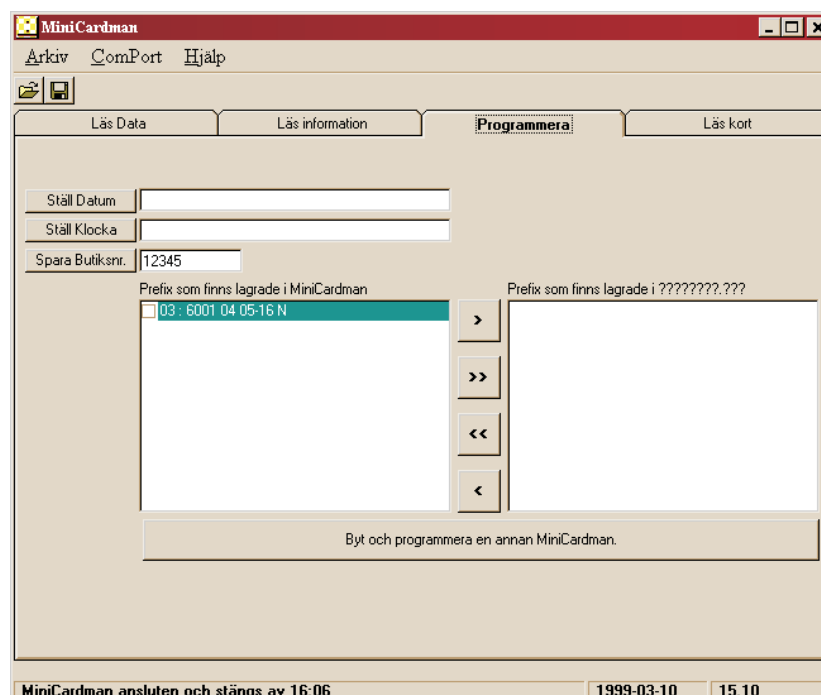 MiniCardman
Arkiv ComPort Hjälp
Läs Data Läs information Programmera Läs kort
Ställ Datum
Ställ Klocka
Spara Butiksnr. 12345
Prefix som finns lagrade i MiniCardman Prefix som finns lagrade i ????????.???
03 : 6001 04 05-16 N
>
>>
<<
<
Byt och programmera en annan MiniCardman.
MiniCardman ansluten och stängs av 16:06 1999-03-10 15.10